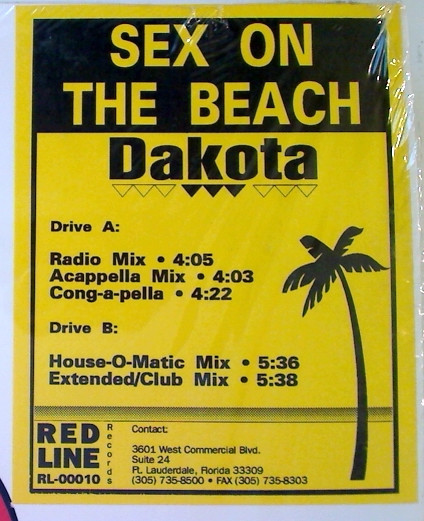 SEX ON
THE BEACH
Dakota
Drive A:
Radio Mix • 4:05
Acappella Mix • 4:03
Cong-a-pella • 4:22
Drive B:
House-O-Matic Mix • 5:36
Extended/Club Mix • 5:38
RED
LINE
Records
RL-00010
Contact:
3601 West Commercial Blvd.
Suite 24
Ft. Lauderdale, Florida 33309
(305) 735-8500 • FAX (305) 735-8303